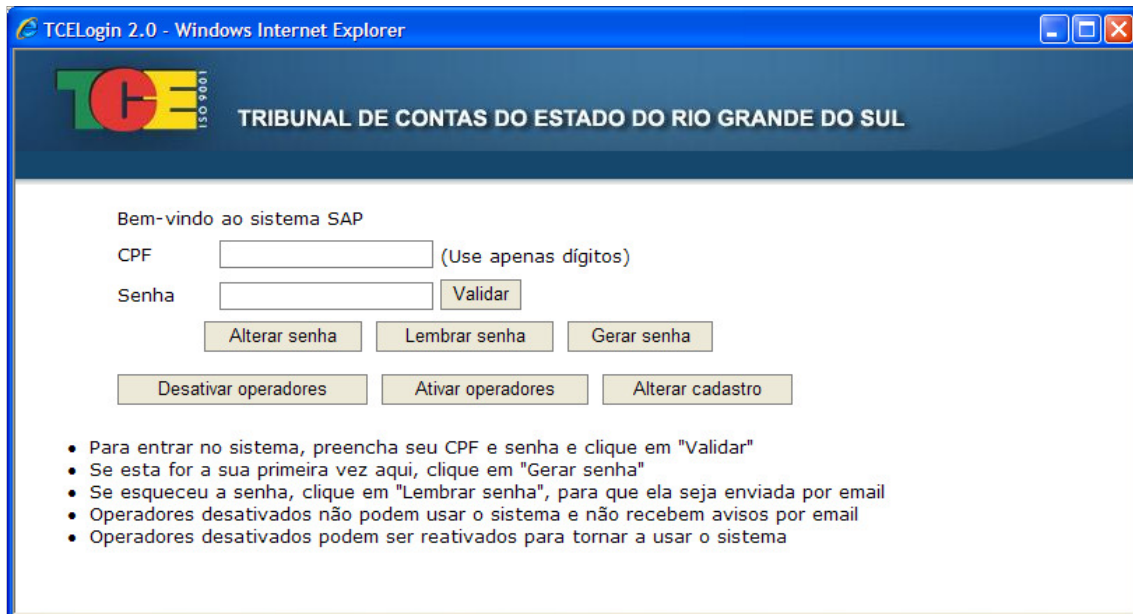 TCELogin 2.0 - Windows Internet Explorer
TCE ISO 9001
TRIBUNAL DE CONTAS DO ESTADO DO RIO GRANDE DO SUL
Bem-vindo ao sistema SAP
CPF (Use apenas dígitos)
Senha Validar
Alterar senha Lembrar senha Gerar senha
Desativar operadores Ativar operadores Alterar cadastro
• Para entrar no sistema, preencha seu CPF e senha e clique em "Validar"
• Se esta for a sua primeira vez aqui, clique em "Gerar senha"
• Se esqueceu a senha, clique em "Lembrar senha", para que ela seja enviada por email
• Operadores desativados não podem usar o sistema e não recebem avisos por email
• Operadores desativados podem ser reativados para tornar a usar o sistema